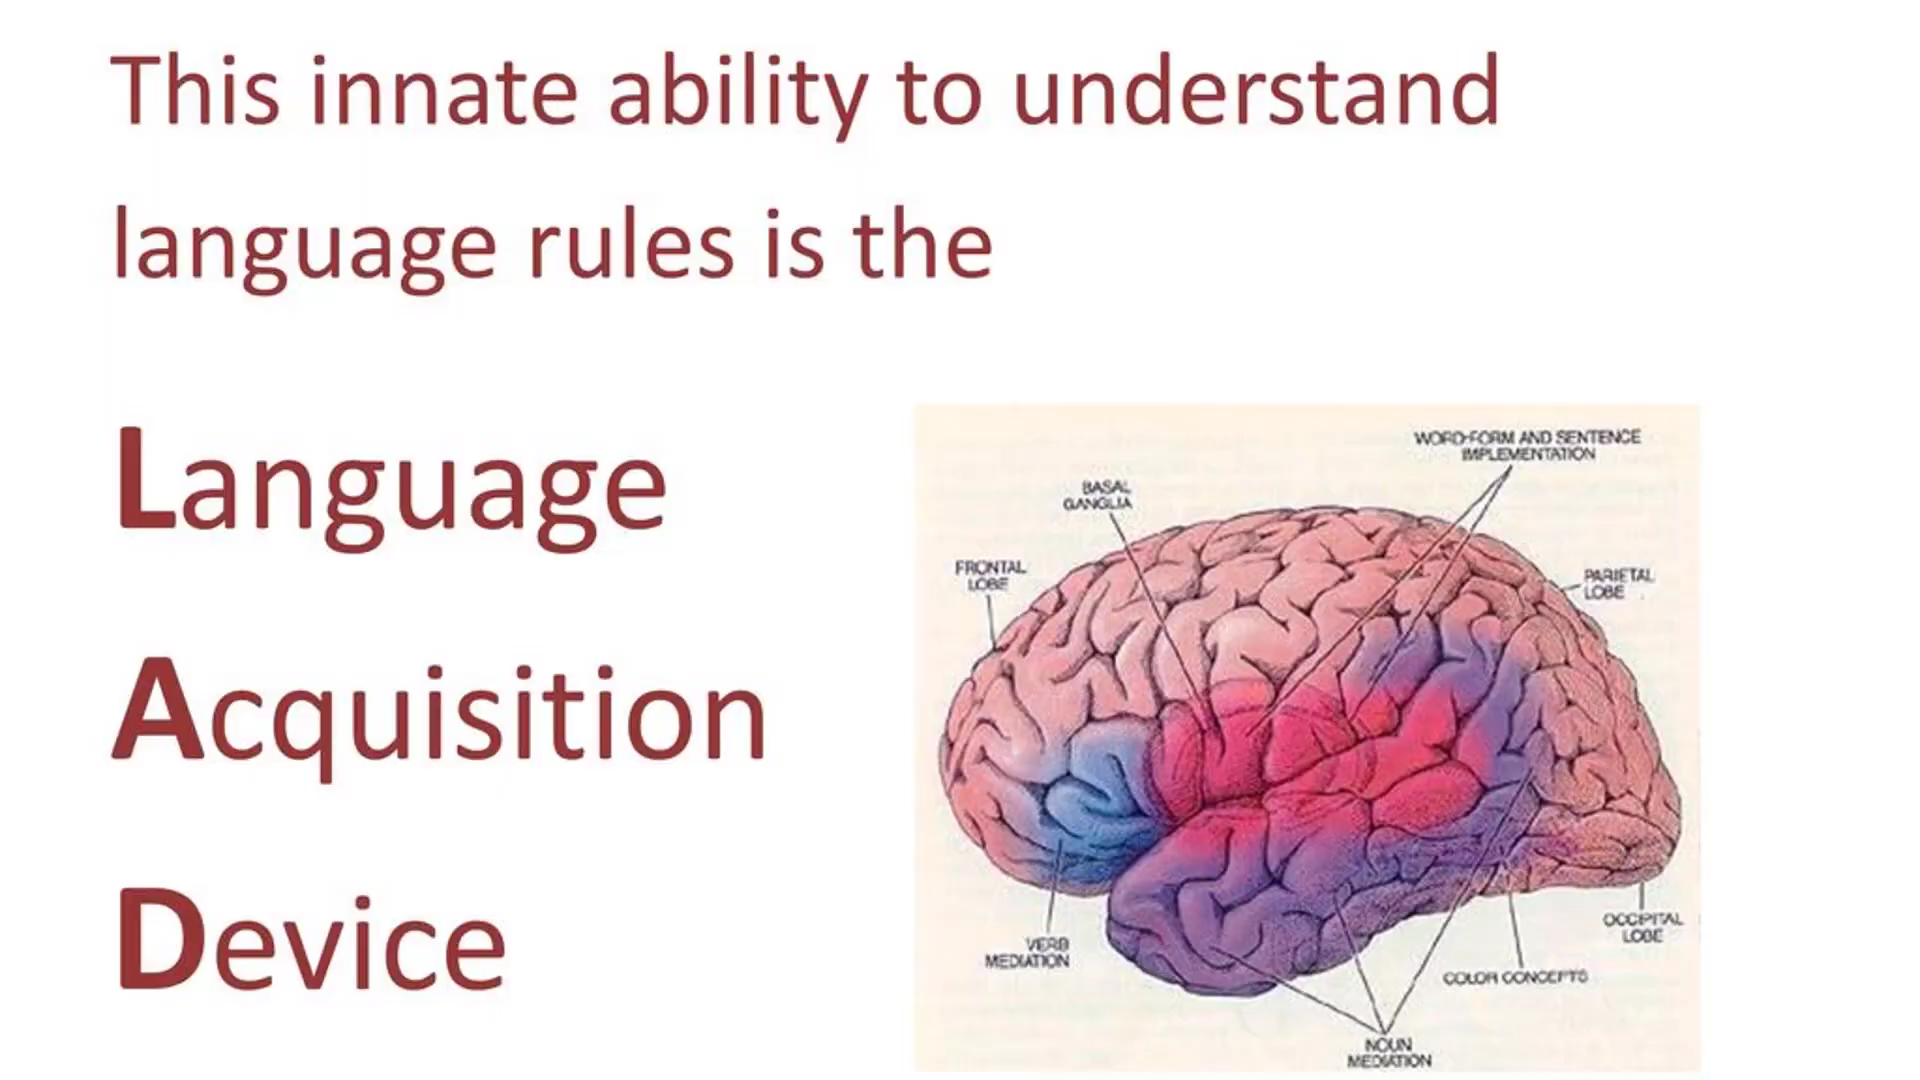 This innate ability to understand
language rules is the
Language
Acquisition
Device
WORD-FORM AND SENTENCE
IMPLEMENTATION
BASAL
GANGLIA
FRONTAL
LOBE
PARIETAL
LOBE
VERB
MEDIATION
OCCIPITAL
LOBE
COLOR CONCEPTS
NOUN
MEDIATION